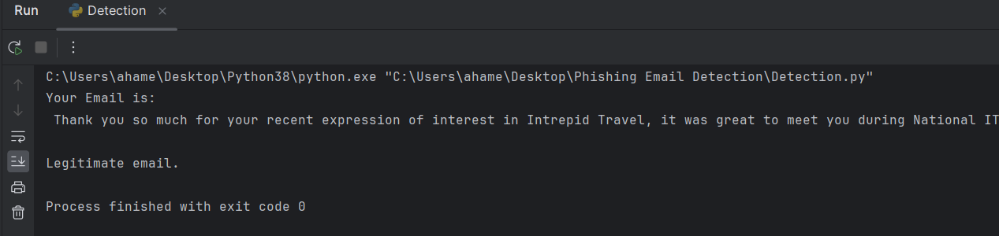 Run Detection
C:\Users\ahame\Desktop\Python38\python.exe "C:\Users\ahame\Desktop\Phishing Email Detection\Detection.py"
Your Email is:
Thank you so much for your recent expression of interest in Intrepid Travel, it was great to meet you during National IT
Legitimate email.
Process finished with exit code 0